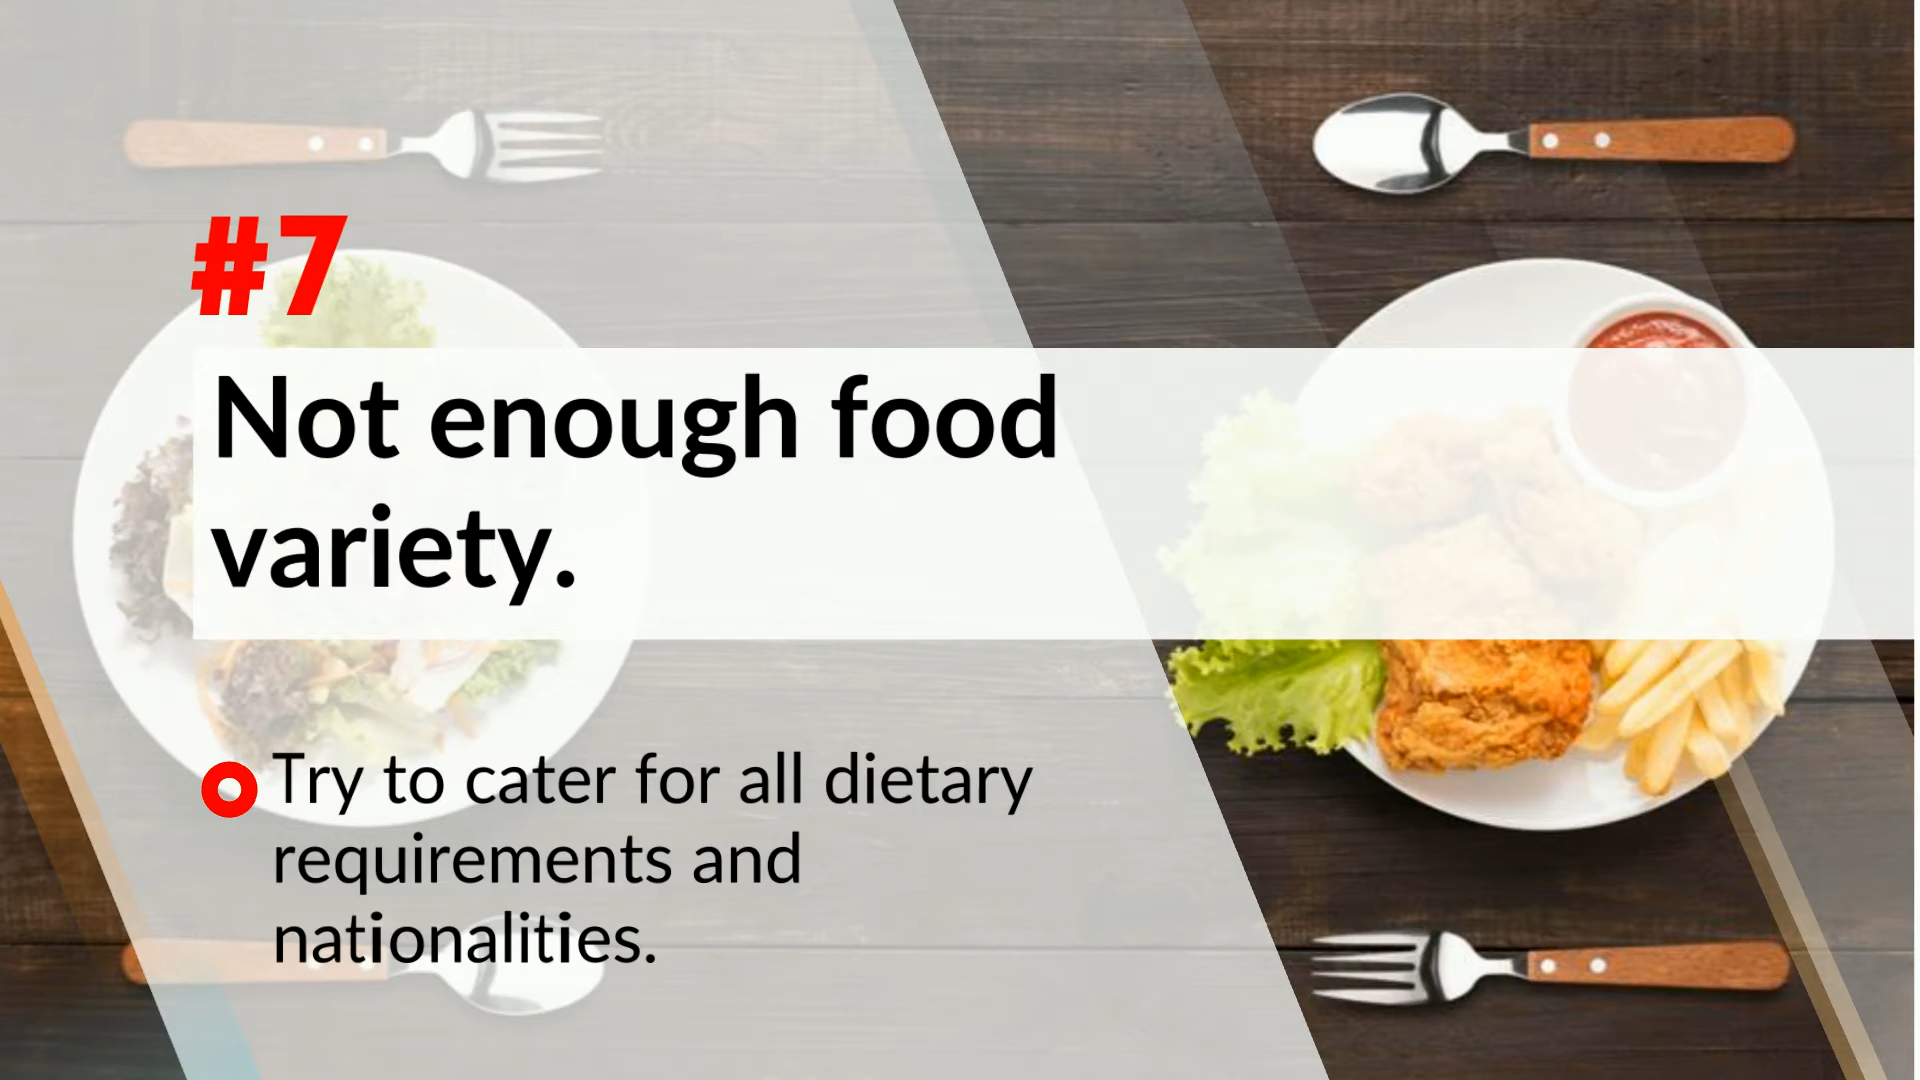 #7
Not enough food
variety.
Try to cater for all dietary
requirements and
nationalities.